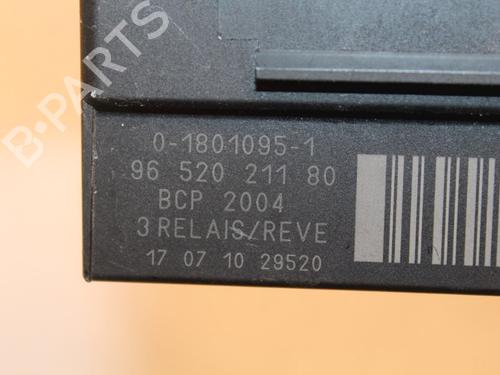 B-PARTS
0-1801095-1
96 520 211 80
BCP 2004
3 RELAIS/REVE
17 07 10 29520